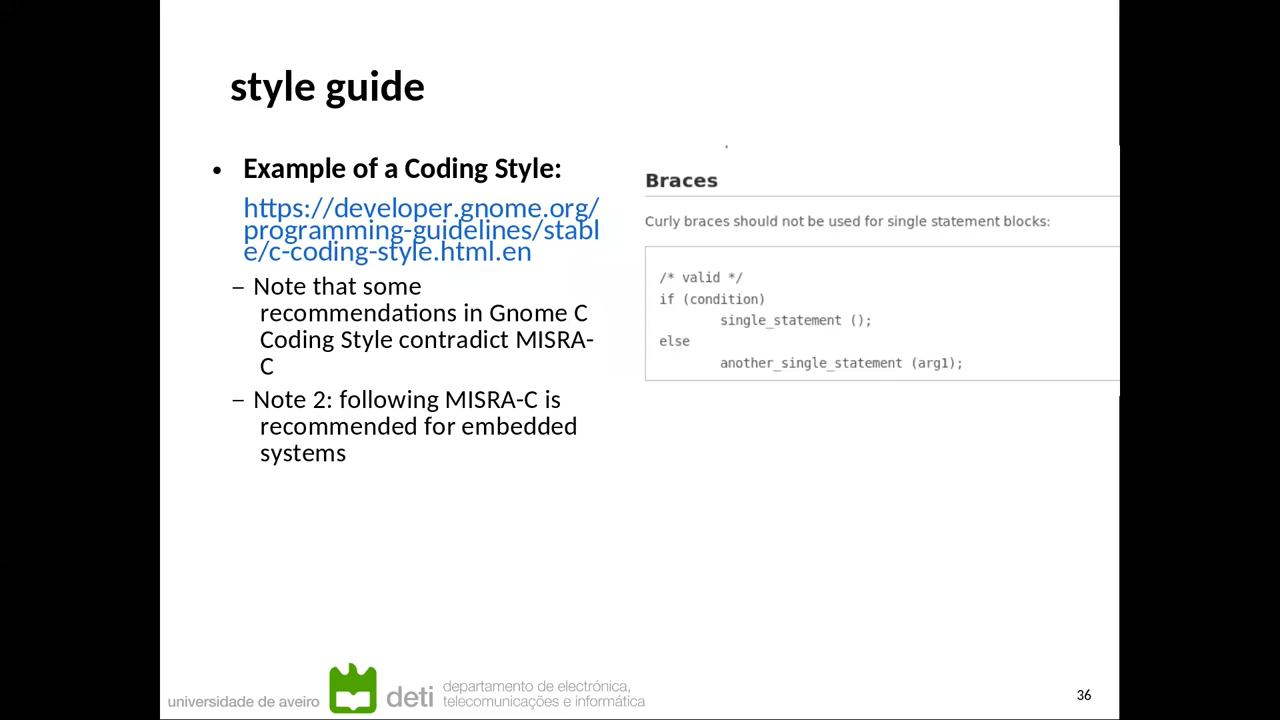 style guide
• Example of a Coding Style:
https://developer.gnome.org/
programming-guidelines/stabl
e/c-coding-style.html.en
– Note that some
recommendations in Gnome C
Coding Style contradict MISRA-
C
– Note 2: following MISRA-C is
recommended for embedded
systems
Braces
Curly braces should not be used for single statement blocks:
/* valid */
if (condition)
        single_statement ();
else
        another_single_statement (arg1);
universidade de aveiro
deti
departamento de electrónica,
telecomunicações e informática
36